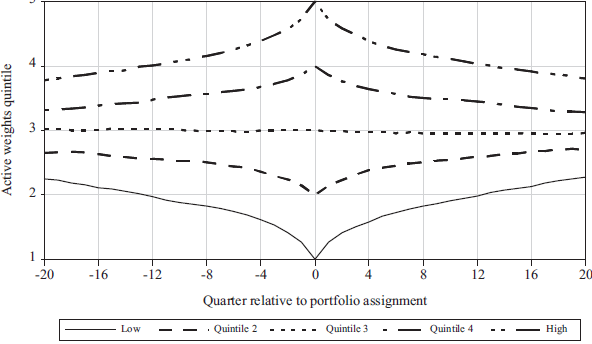 Active weights quintile
5
4
3
2
1
-20 -16 -12 -8 -4 0 4 8 12 16 20
Quarter relative to portfolio assignment
Low Quintile 2 Quintile 3 Quintile 4 High